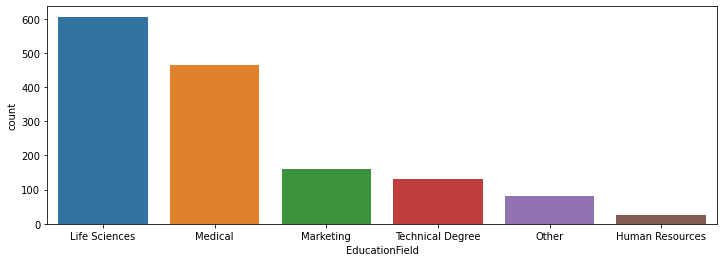 600
500
400
300
200
100
0
count
Life Sciences Medical Marketing Technical Degree Other Human Resources
EducationField